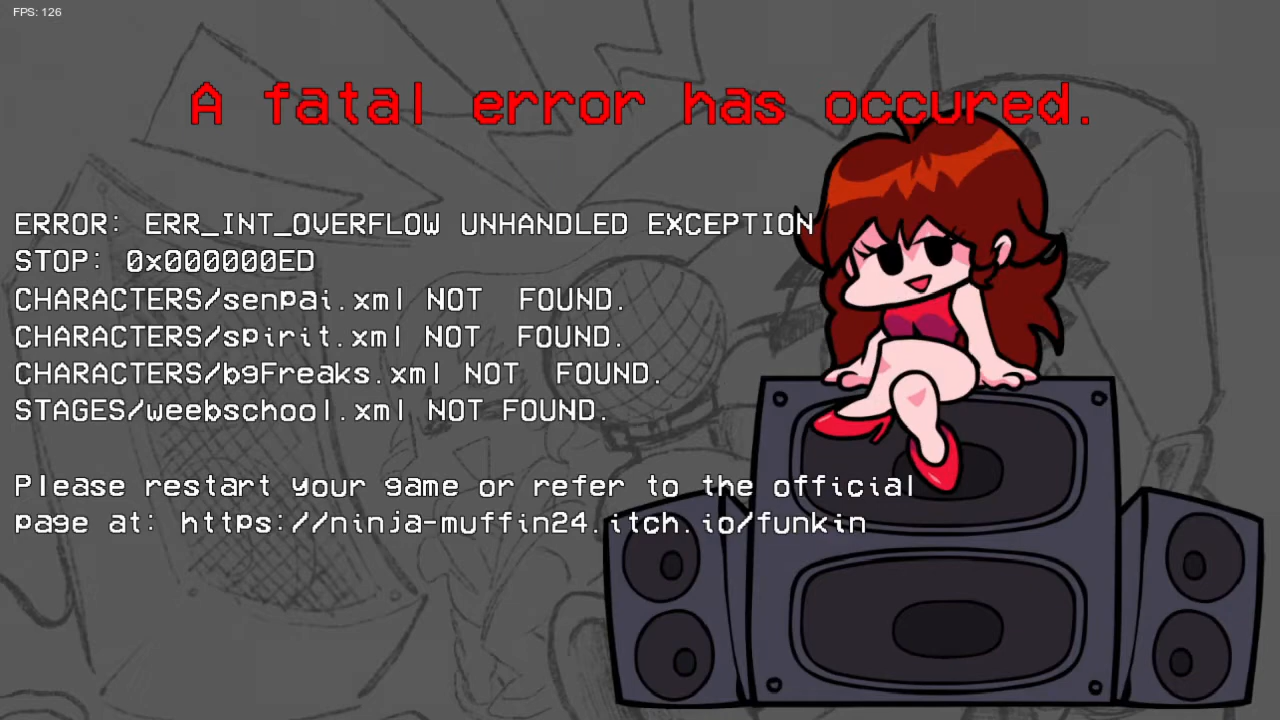 FPS: 126
A fatal error has occured.
ERROR: ERR_INT_OVERFLOW UNHANDLED EXCEPTION
STOP: 0x000000ED
CHARACTERS/senpai.xml NOT FOUND.
CHARACTERS/spirit.xml NOT FOUND.
CHARACTERS/bgFreaks.xml NOT FOUND.
STAGES/weebschool.xml NOT FOUND.
Please restart your game or refer to the official
page at: https://ninja-muffin24.itch.io/funkin